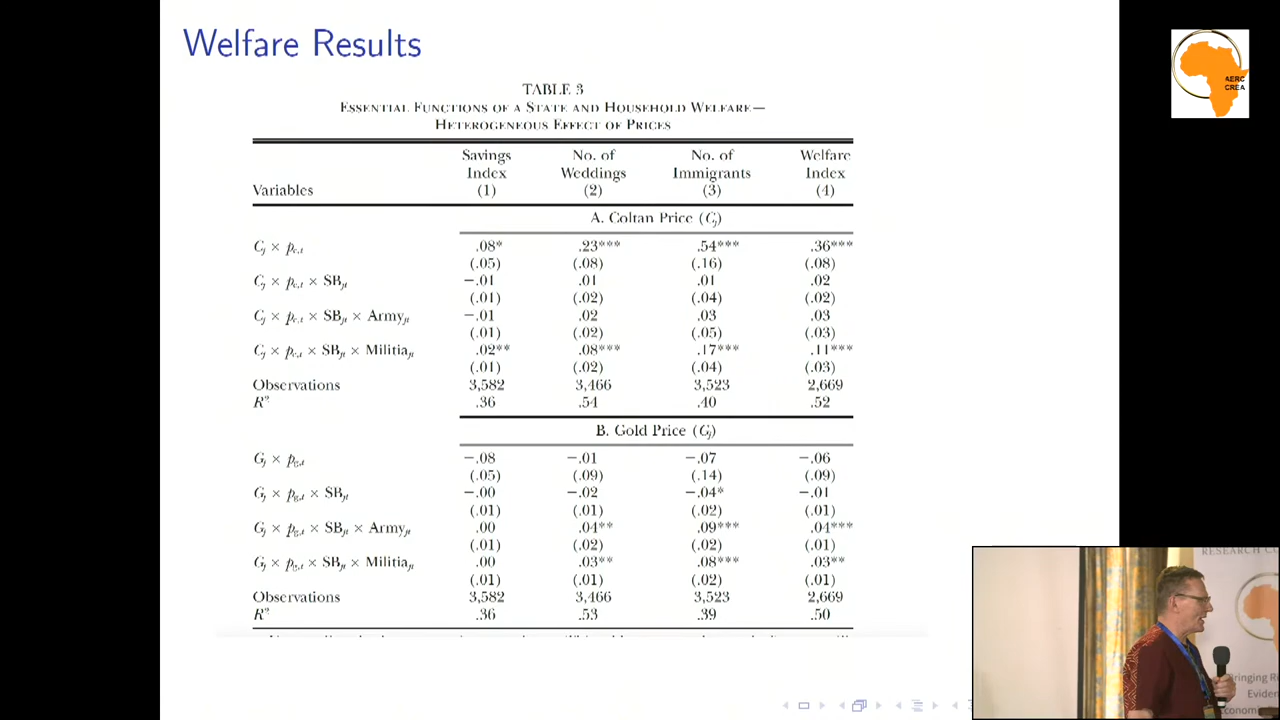 Welfare Results
TABLE 3
ESSENTIAL FUNCTIONS OF A STATE AND HOUSEHOLD WELFARE—
HETEROGENEOUS EFFECT OF PRICES
Variables Savings Index (1) No. of Weddings (2) No. of Immigrants (3) Welfare Index (4)
A. Coltan Price (Cj)
Cj × pc,t .08* .23*** .54*** .36***
(.05) (.08) (.16) (.08)
Cj × pc,t × SBjt −.01 .01 .01 .02
(.01) (.02) (.04) (.02)
Cj × pc,t × SBjt × Armyjt −.01 .02 .03 .03
(.01) (.02) (.05) (.03)
Cj × pc,t × SBjt × Militiajt .02** .08*** .17*** .11***
(.01) (.02) (.04) (.03)
Observations 3,582 3,466 3,523 2,669
R² .36 .54 .40 .52
B. Gold Price (Gj)
Gj × pg,t −.08 −.01 −.07 −.06
(.05) (.09) (.14) (.09)
Gj × pg,t × SBjt −.00 −.02 −.04* −.01
(.01) (.01) (.02) (.01)
Gj × pg,t × SBjt × Armyjt .00 .04** .09*** .04***
(.01) (.02) (.02) (.01)
Gj × pg,t × SBjt × Militiajt .00 .03** .08*** .03**
(.01) (.01) (.02) (.01)
Observations 3,582 3,466 3,523 2,669
R² .36 .53 .39 .50
AERC
CREA
RESEARCH